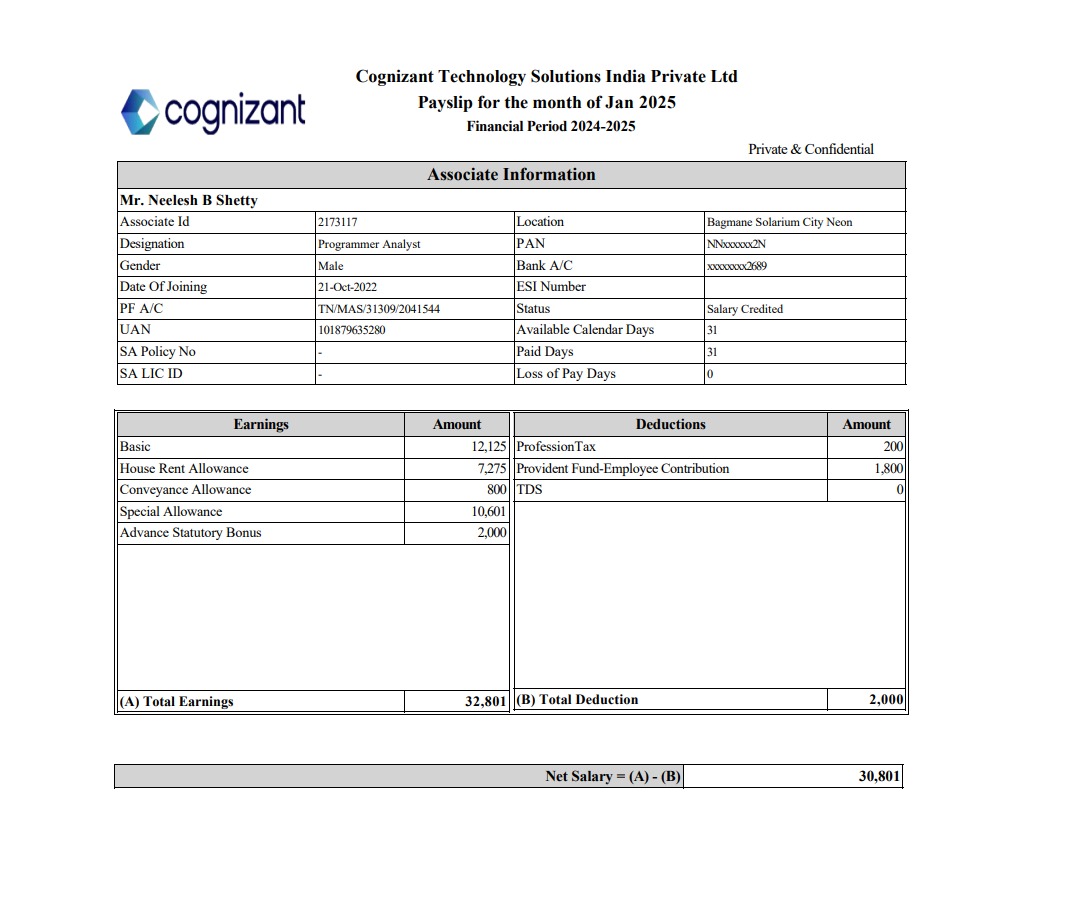 cognizant
Cognizant Technology Solutions India Private Ltd
Payslip for the month of Jan 2025
Financial Period 2024-2025
Private & Confidential
Associate Information
Mr. Neelesh B Shetty
Associate Id 2173117 Location Bagmane Solarium City Neon
Designation Programmer Analyst PAN NNxxxxxx2N
Gender Male Bank A/C xxxxxxxx2689
Date Of Joining 21-Oct-2022 ESI Number
PF A/C TN/MAS/31309/2041544 Status Salary Credited
UAN 101879635280 Available Calendar Days 31
SA Policy No - Paid Days 31
SA LIC ID - Loss of Pay Days 0
Earnings Amount Deductions Amount
Basic 12,125 ProfessionTax 200
House Rent Allowance 7,275 Provident Fund-Employee Contribution 1,800
Conveyance Allowance 800 TDS 0
Special Allowance 10,601
Advance Statutory Bonus 2,000
(A) Total Earnings 32,801 (B) Total Deduction 2,000
Net Salary = (A) - (B) 30,801